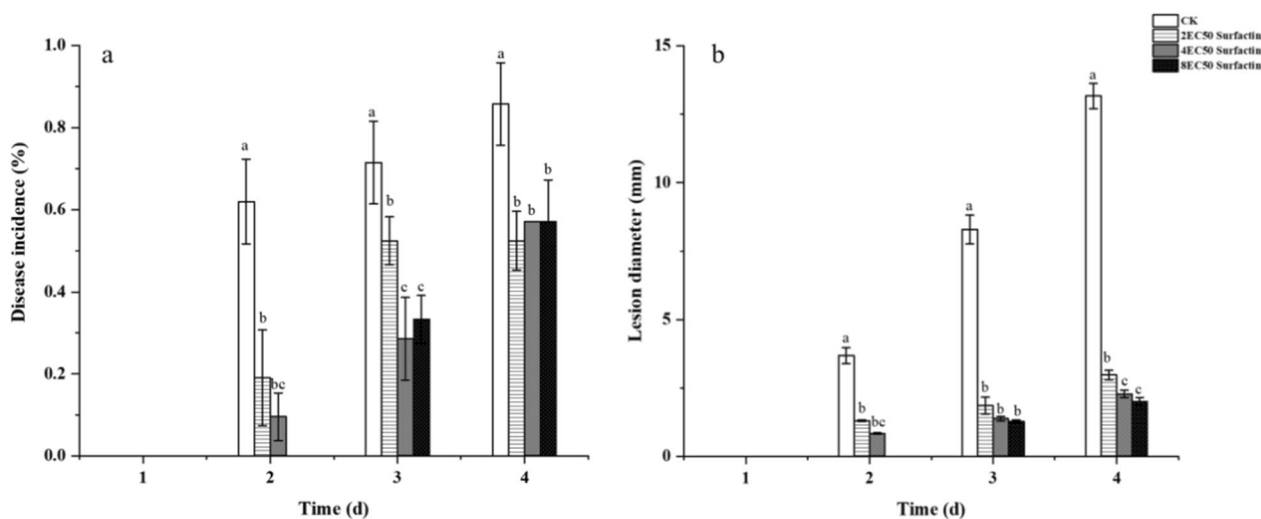 a
Disease incidence (%)
1.0
0.8
0.6
0.4
0.2
0.0
a
b
bc
a
b
c
c
a
b
b
b
1
2
3
4
Time (d)
b
CK
2EC50 Surfactin
4EC50 Surfactin
8EC50 Surfactin
Lesion diameter (mm)
15
10
5
0
a
b
bc
a
b
b
b
a
b
c
c
1
2
3
4
Time (d)